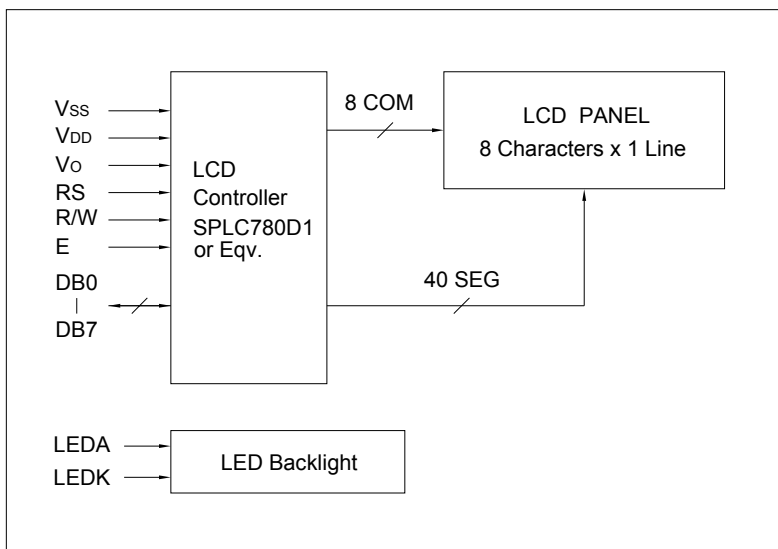 VSS
VDD
VO
RS
R/W
E
DB0
|
DB7
LCD
Controller
SPLC780D1
or Eqv.
8 COM
40 SEG
LCD PANEL
8 Characters x 1 Line
LEDA
LEDK
LED Backlight